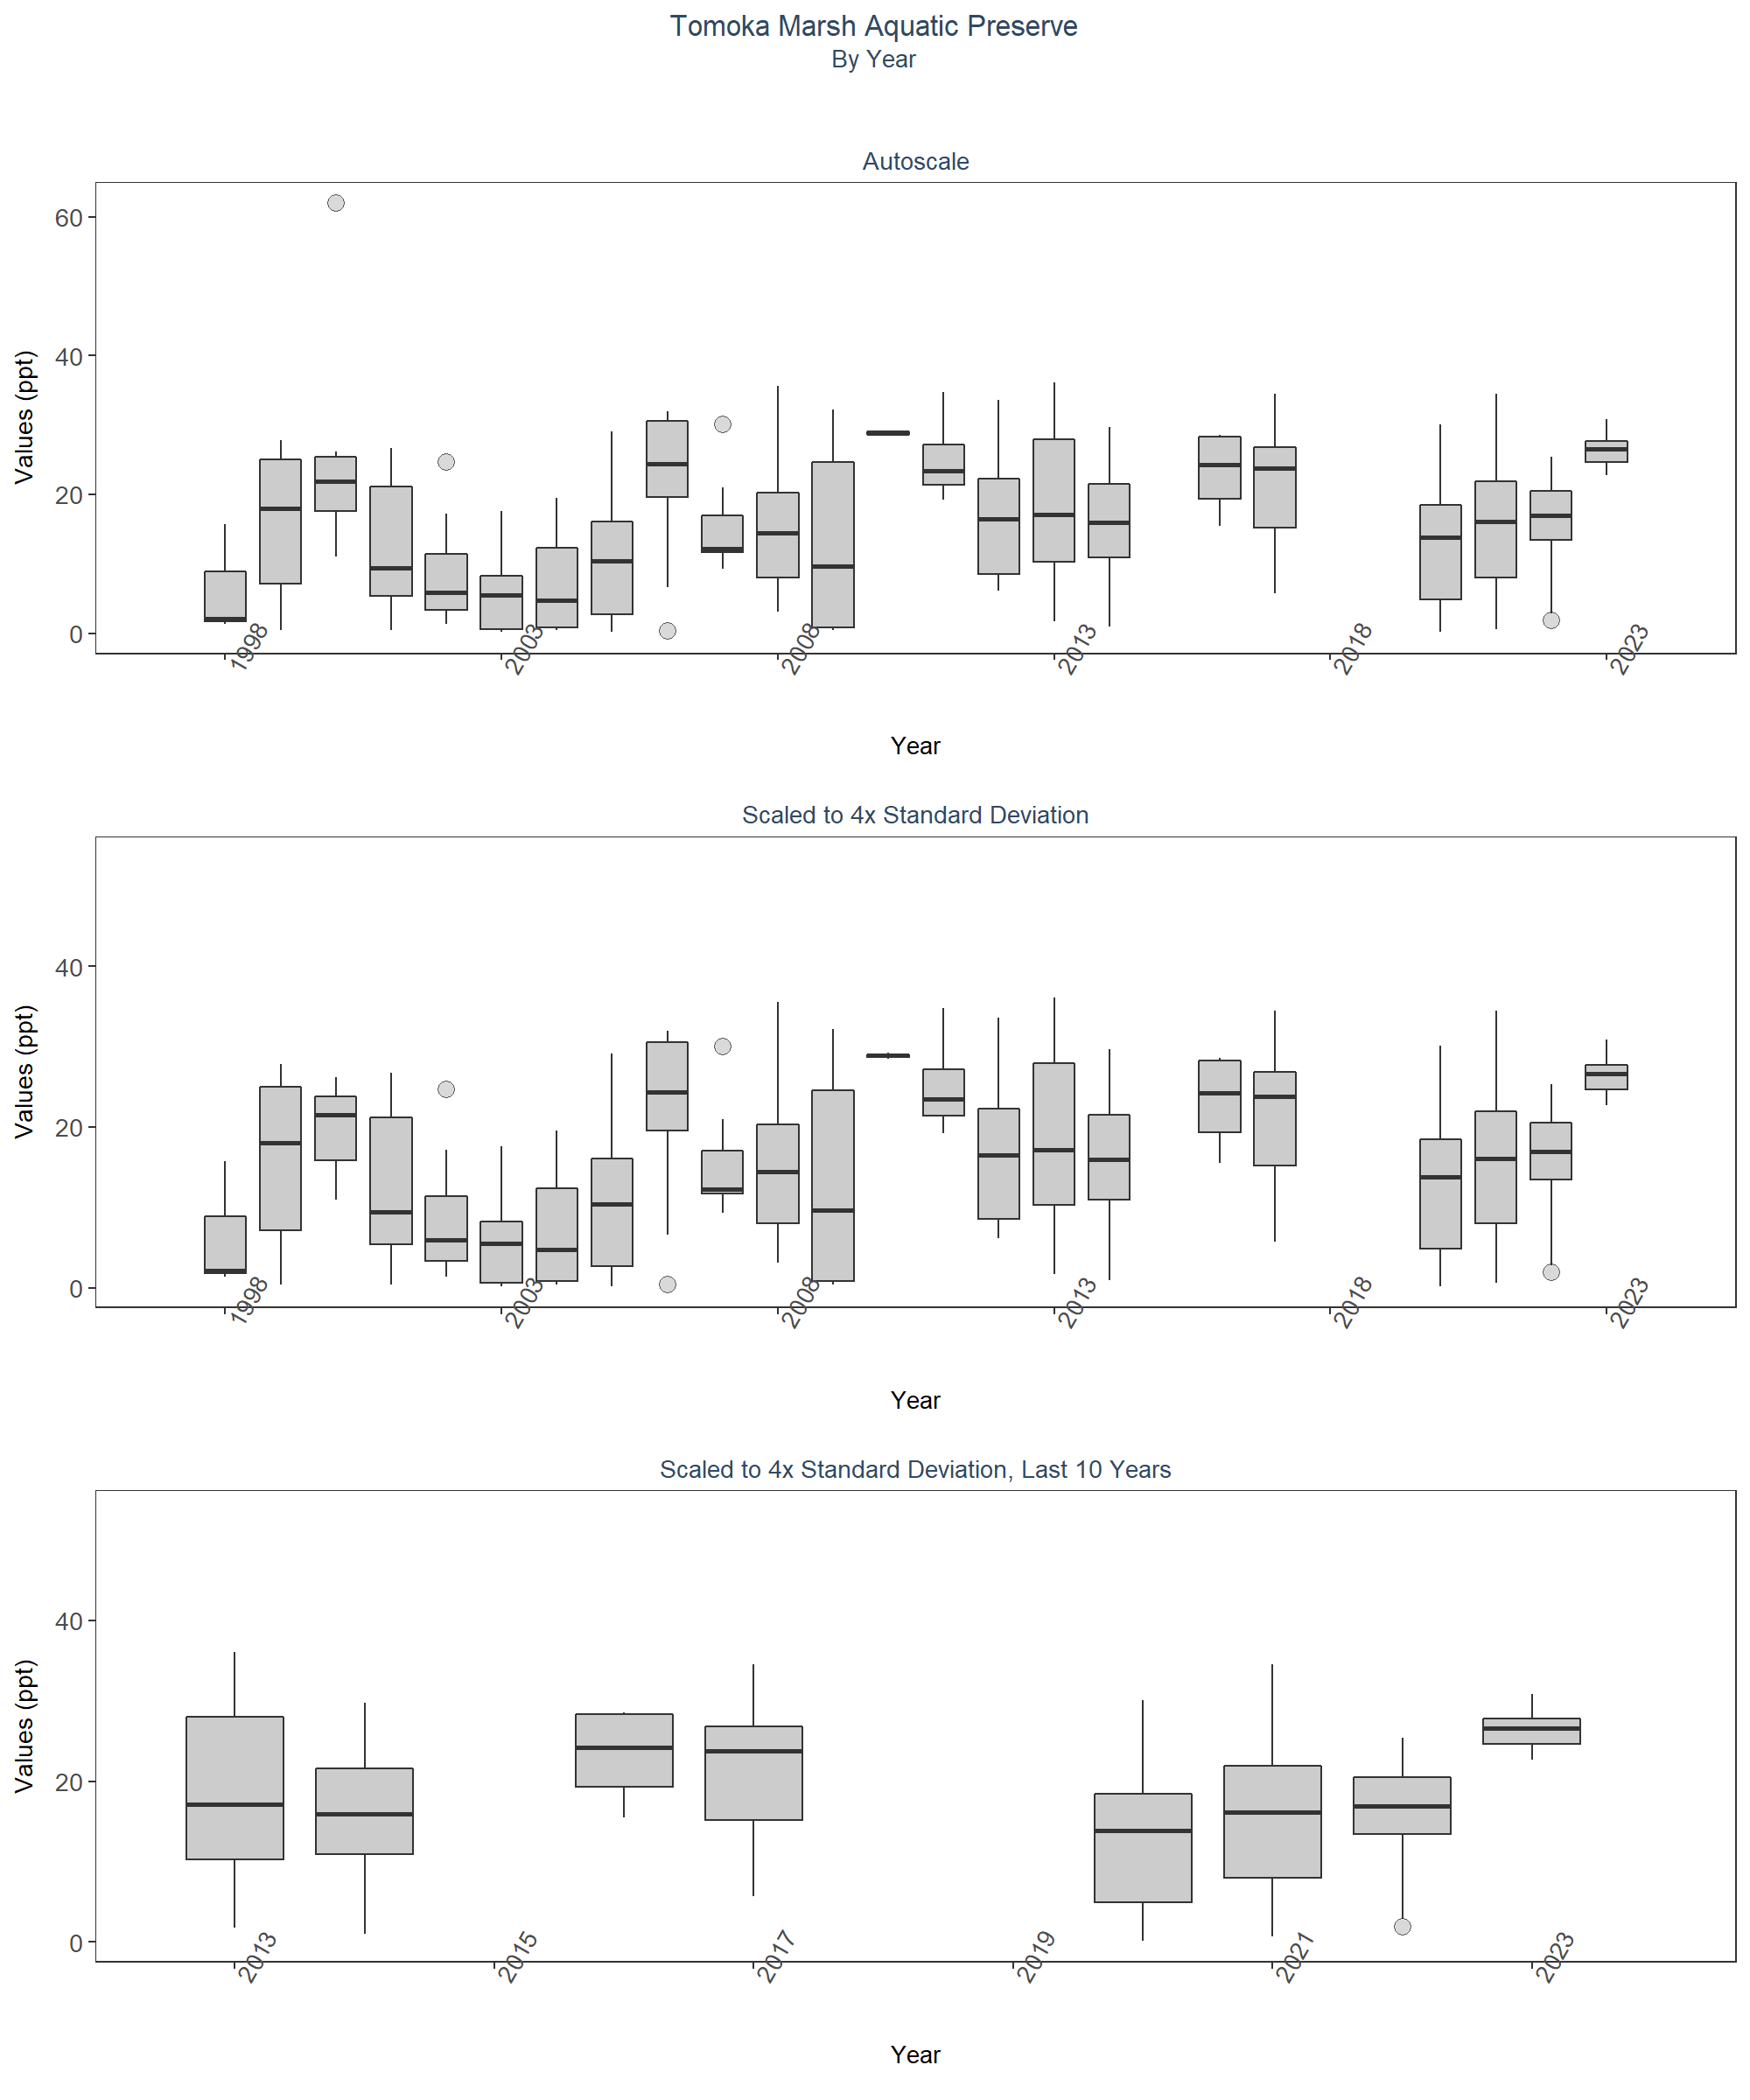 Tomoka Marsh Aquatic Preserve
By Year
Autoscale
Values (ppt)
60
40
20
0
1998 2003 2008 2013 2018 2023
Year
Scaled to 4x Standard Deviation
Values (ppt)
40
20
0
1998 2003 2008 2013 2018 2023
Year
Scaled to 4x Standard Deviation, Last 10 Years
Values (ppt)
40
20
0
2013 2015 2017 2019 2021 2023
Year